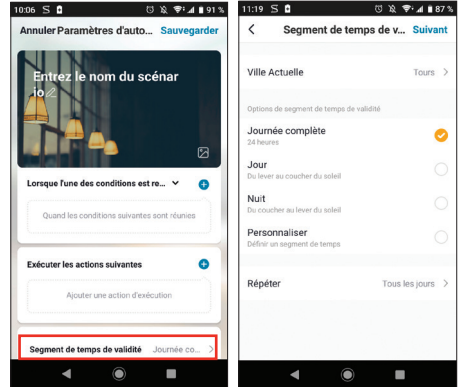 10:06 S 91 %
Annuler Paramètres d'auto... Sauvegarder
Entrez le nom du scénar
io
Lorsque l'une des conditions est re...
Quand les conditions suivantes sont réunies
Exécuter les actions suivantes
Ajouter une action d'exécution
Segment de temps de validité Journée co... >
11:19 S 87 %
< Segment de temps de v... Suivant
Ville Actuelle Tours >
Options de segment de temps de validité
Journée complète
24 heures
Jour
Du lever au coucher du soleil
Nuit
Du coucher au lever du soleil
Personnaliser
Définir un segment de temps
Répéter Tous les jours >